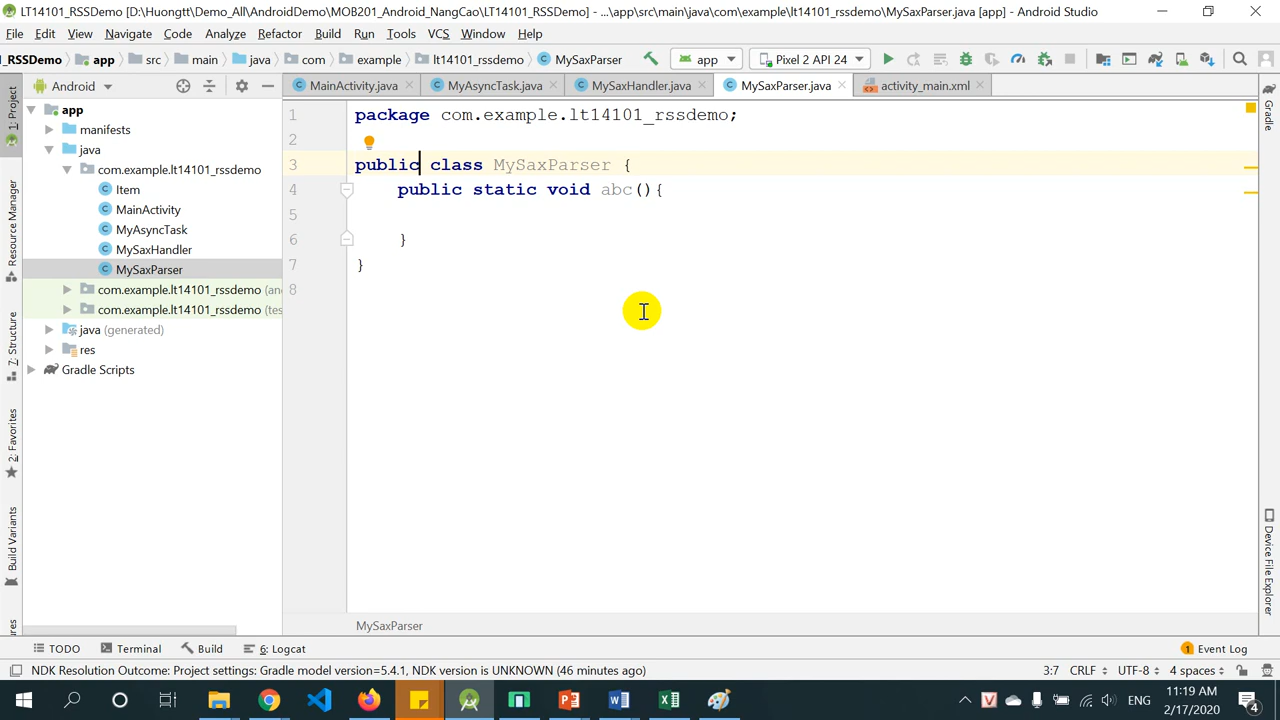 LT14101_RSSDemo [D:\Huongtt\Demo_All\AndroidDemo\MOB201_Android_NangCao\LT14101_RSSDemo] - ...\app\src\main\java\com\example\lt14101_rssdemo\MySaxParser.java [app] - Android Studio
File Edit View Navigate Code Analyze Refactor Build Run Tools VCS Window Help
_RSSDemo app src main java com example lt14101_rssdemo MySaxParser app Pixel 2 API 24
1: Project
Android
MainActivity.java MyAsyncTask.java MySaxHandler.java MySaxParser.java activity_main.xml
Gradle
app
manifests
java
com.example.lt14101_rssdemo
Item
MainActivity
MyAsyncTask
MySaxHandler
MySaxParser
com.example.lt14101_rssdemo
com.example.lt14101_rssdemo (tes
java (generated)
res
Gradle Scripts
Resource Manager
7: Structure
2: Favorites
Build Variants
1 package com.example.lt14101_rssdemo;
2
3 public class MySaxParser {
4 public static void abc(){
5
6 }
7 }
8
Device File Explorer
MySaxParser
TODO Terminal Build 6: Logcat 1 Event Log
NDK Resolution Outcome: Project settings: Gradle model version=5.4.1, NDK version is UNKNOWN (46 minutes ago) 3:7 CRLF UTF-8 4 spaces
ENG
11:19 AM
2/17/2020
4